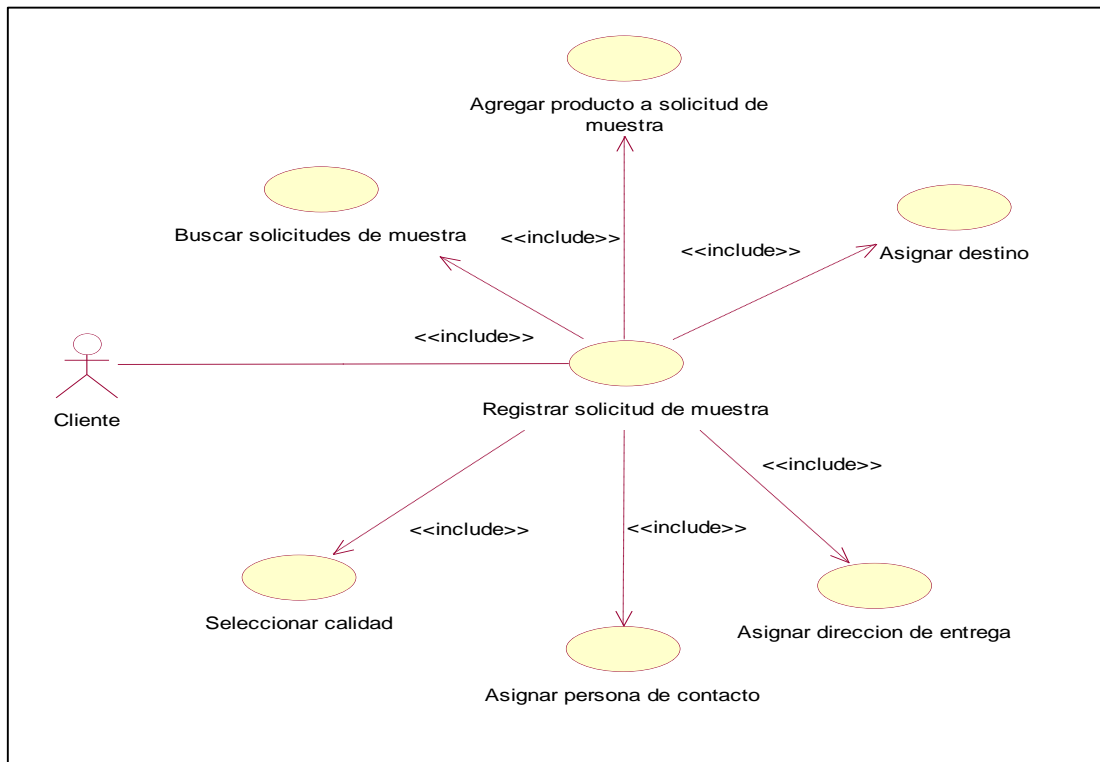 Agregar producto a solicitud de
muestra
Buscar solicitudes de muestra
<<include>>
<<include>>
Asignar destino
<<include>>
Cliente
Registrar solicitud de muestra
<<include>>
<<include>>
<<include>>
Seleccionar calidad
Asignar direccion de entrega
Asignar persona de contacto